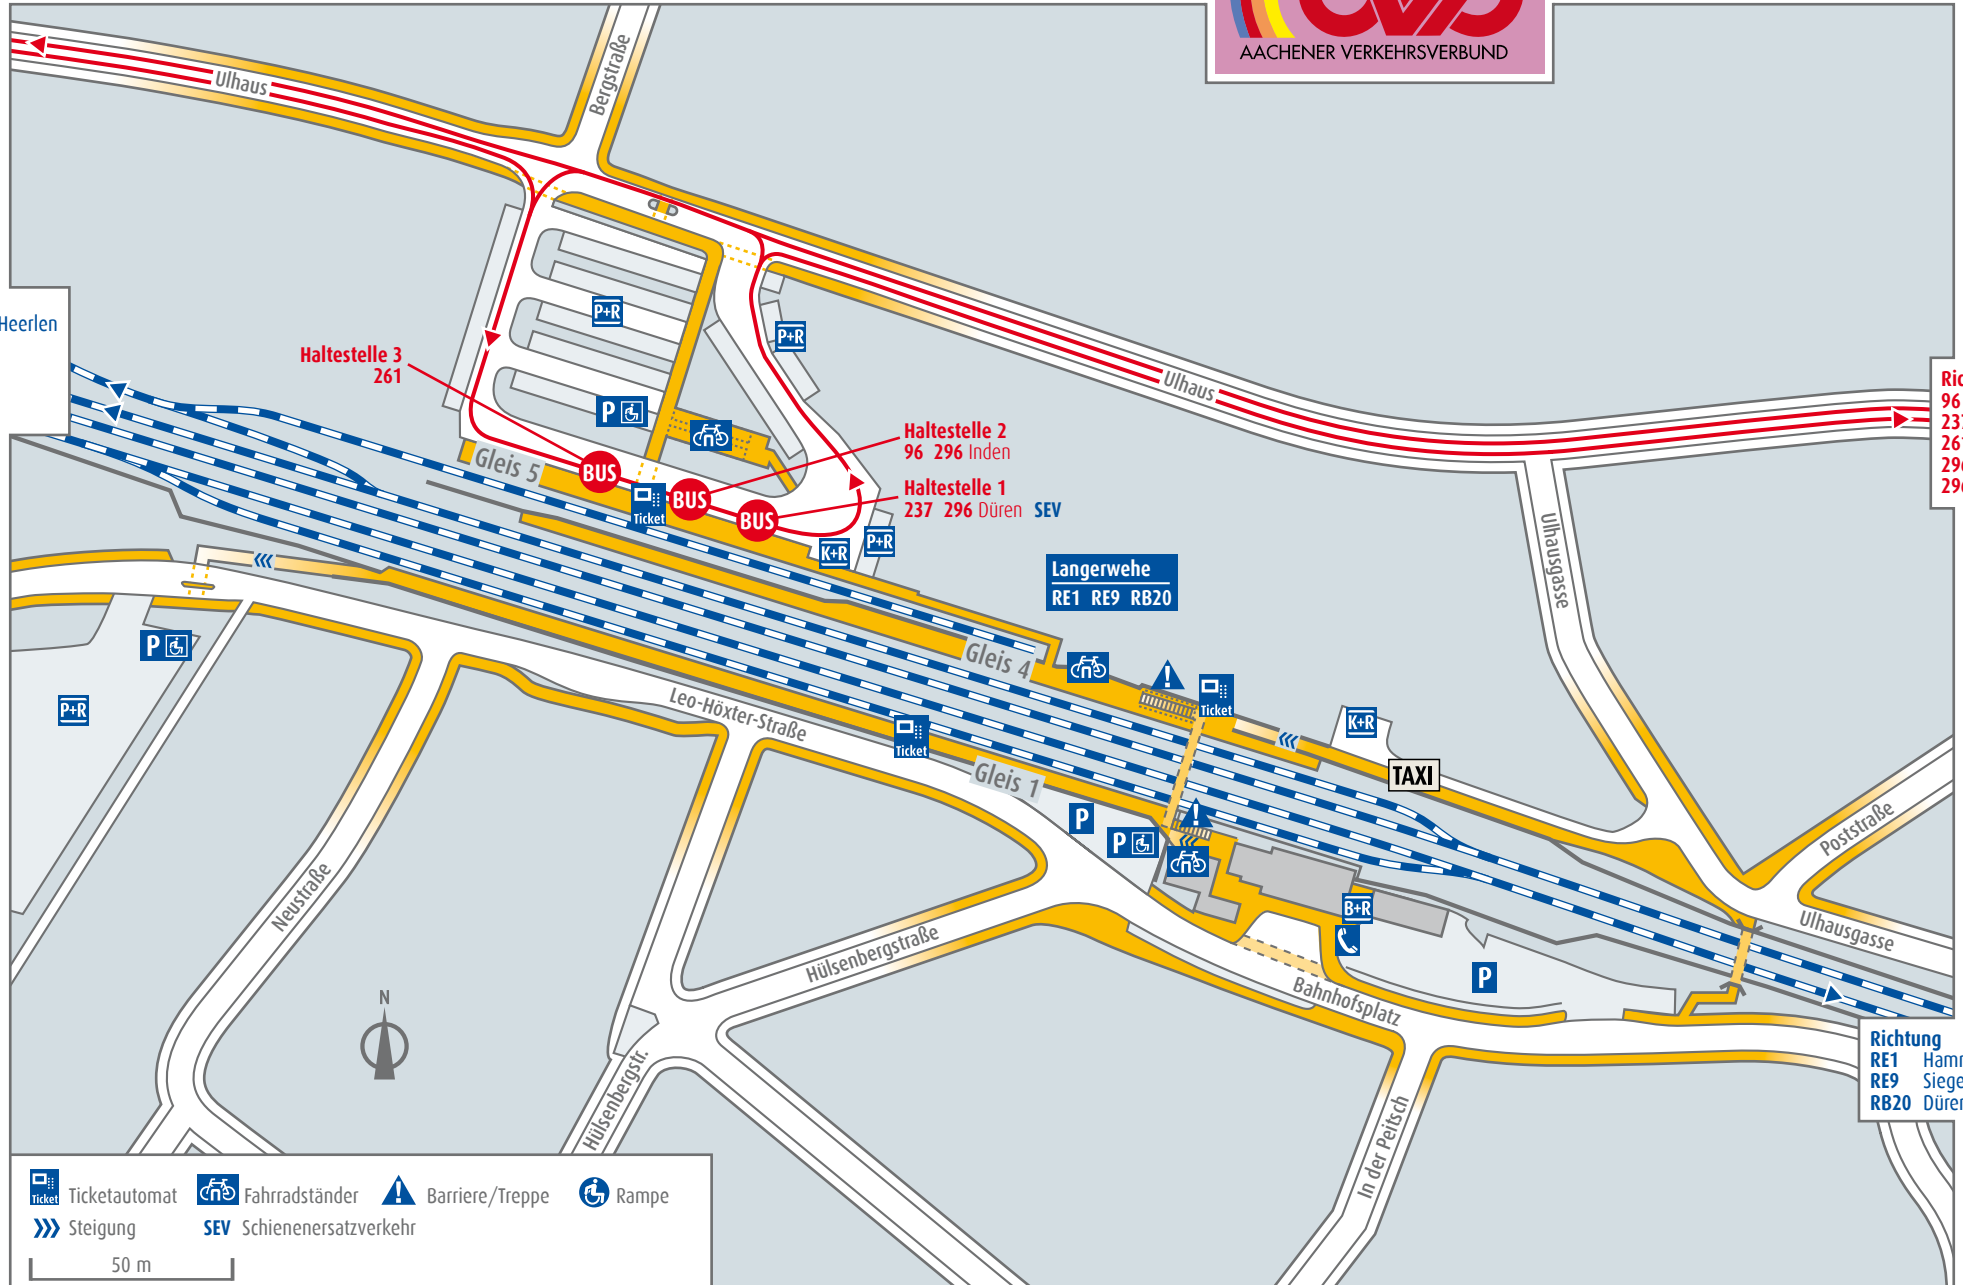 AACHENER VERKEHRSVERBUND
Ulhaus
Bergstraße
Heerlen
P+R
P+R
Haltestelle 3
261
P
Ulhaus
Haltestelle 2
96 296 Inden
Haltestelle 1
237 296 Düren SEV
Gleis 5
BUS
BUS
BUS
Ticket
K+R
P+R
96
Langerwehe
RE1 RE9 RB20
Ulhausgasse
P
P+R
Gleis 4
Ticket
Leo-Höxter-Straße
Ticket
Gleis 1
K+R
TAXI
P
P
Poststraße
Neustraße
B+R
Ulhausgasse
Hülsenbergstraße
P
Bahnhofsplatz
N
Hülsenbergstr.
In der Peitsch
Richtung
RE1
RE9
RB20
Ticket Ticketautomat Fahrradständer Barriere/Treppe Rampe
Steigung SEV Schienenersatzverkehr
50 m